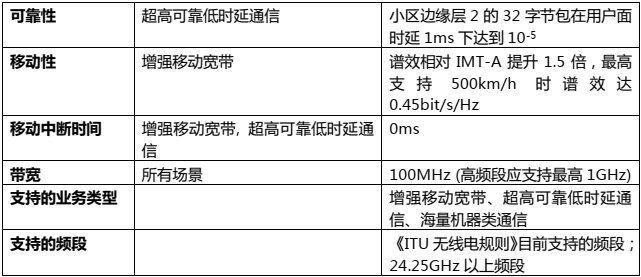 可靠性 超高可靠低时延通信 小区边缘层 2 的 32 字节包在用户面
时延 1ms 下达到 10-5
移动性 增强移动宽带 谱效相对 IMT-A 提升 1.5 倍，最高
支持 500km/h 时谱效达
0.45bit/s/Hz
移动中断时间 增强移动宽带, 超高可靠低时延通
信 0ms
带宽 所有场景 100MHz (高频段应支持最高 1GHz)
支持的业务类型 增强移动宽带、超高可靠低时延通
信、海量机器类通信
支持的频段 《ITU 无线电规则》目前支持的频段；
24.25GHz 以上频段